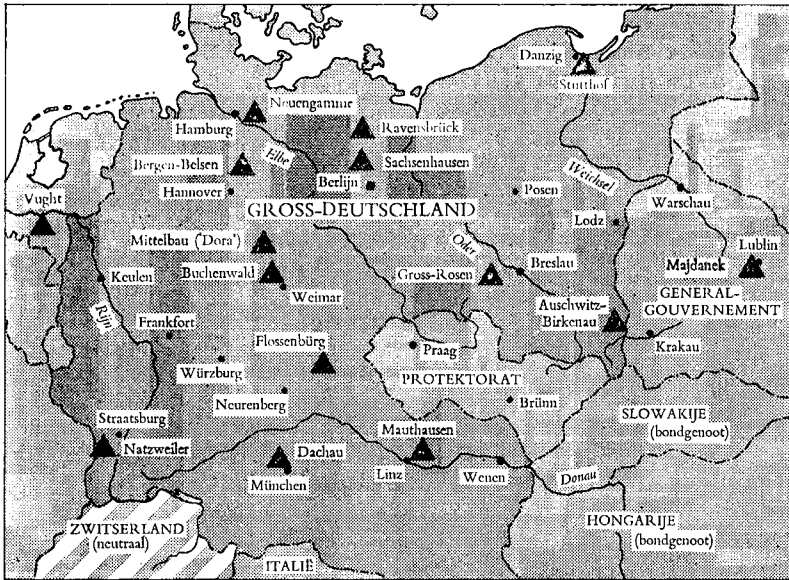 Danzig
Stutthof
Neuengamme
Hamburg
Ravensbrück
Elbe
Bergen-Belsen
Sachsenhausen
Weichsel
Hannover
Berlijn
Posen
Warschau
Vught
GROSS-DEUTSCHLAND
Lodz
Mittelbau ('Dora')
Oder
Lublin
Keulen
Buchenwald
Gross-Rosen
Breslau
Majdanek
Weimar
GENERAL-
GOUVERNEMENT
Rijn
Frankfort
Auschwitz-
Birkenau
Flossenbürg
Praag
Krakau
Würzburg
PROTEKTORAT
Neurenberg
Brünn
SLOWAKIJE
(bondgenoot)
Straatsburg
Natzweiler
Mauthausen
Dachau
München
Linz
Wenen
Donau
ZWITSERLAND
(neutraal)
HONGARIJE
(bondgenoot)
ITALIË